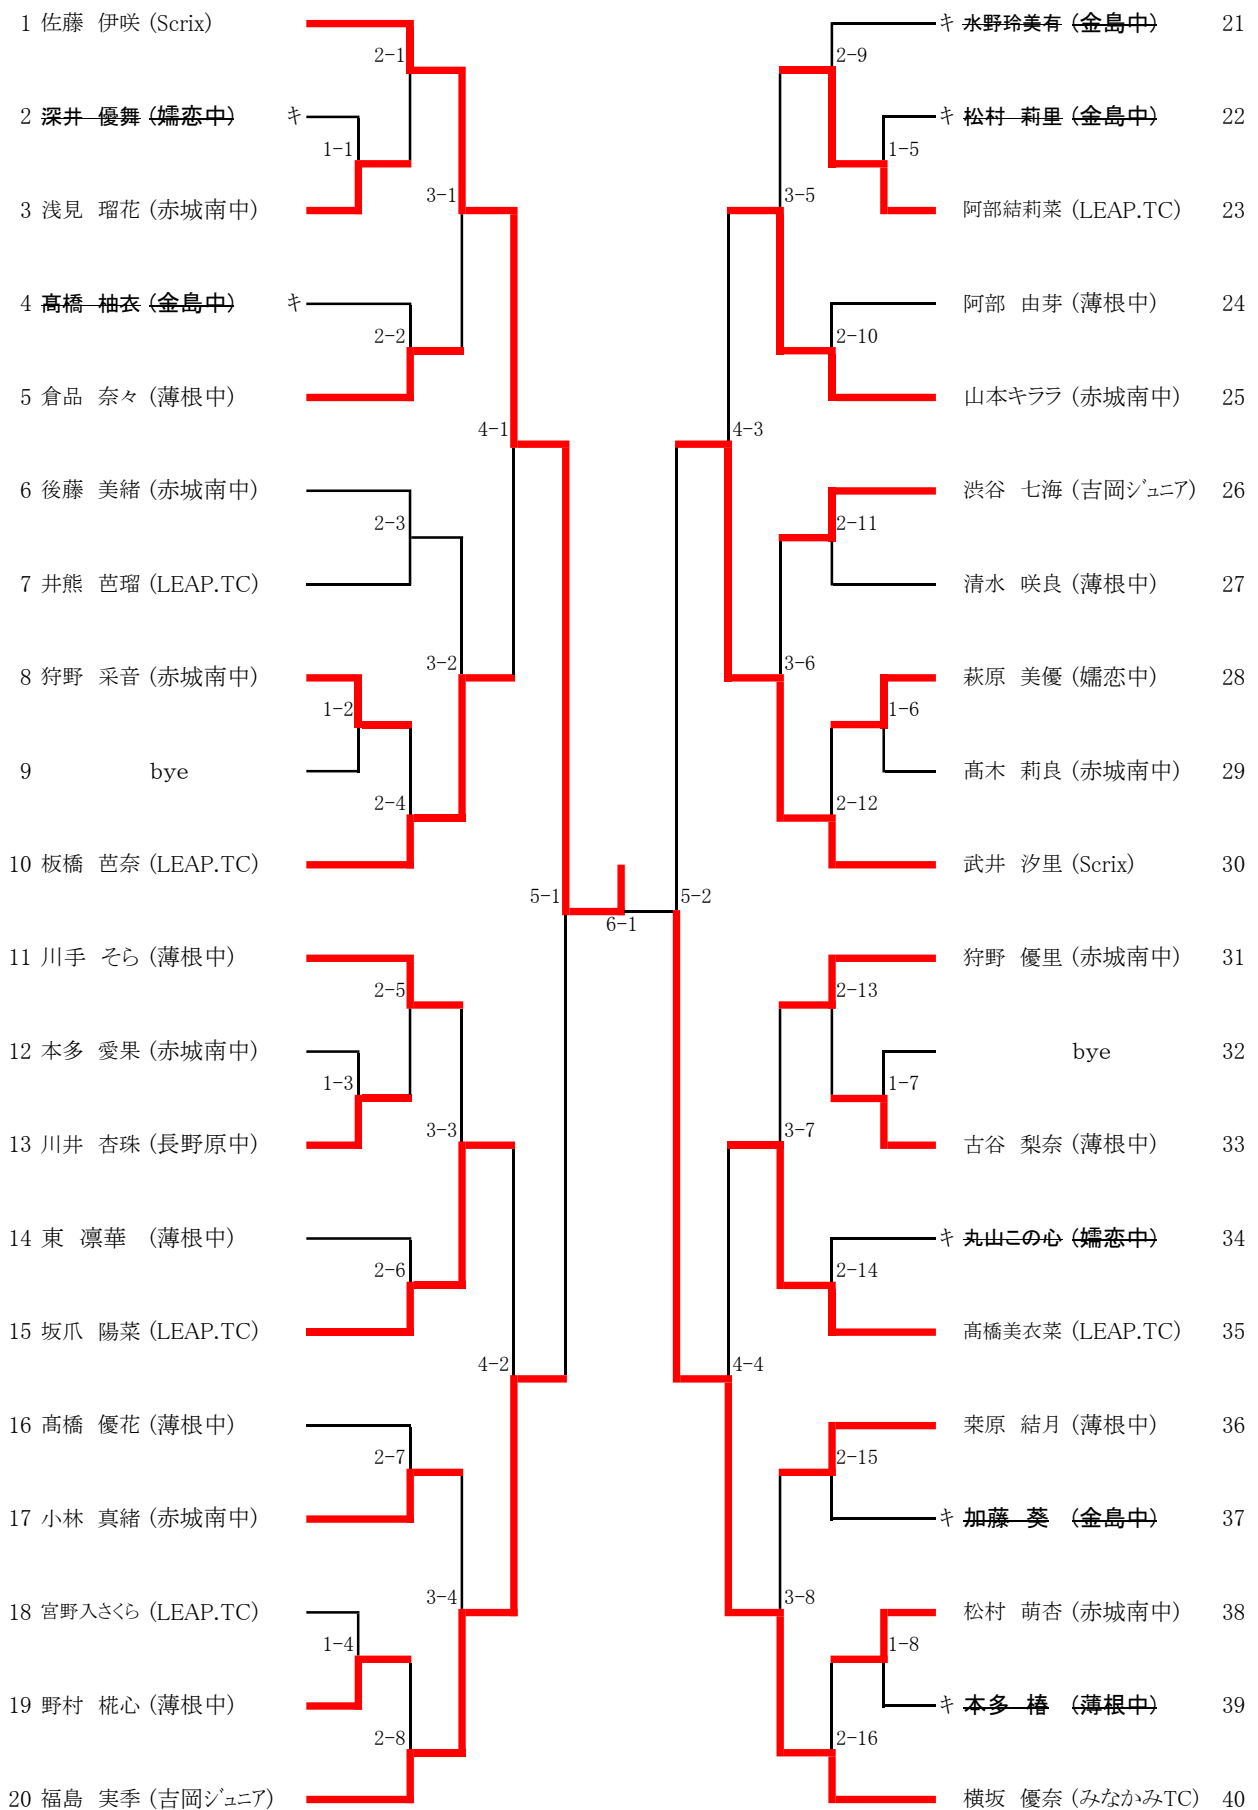 1 佐藤 伊咲 (Scrix)
2-1
2 深井 優舞 (嬬恋中) キ
1-1
3 浅見 瑠花 (赤城南中)
3-1
4 髙橋 柚衣 (金島中) キ
2-2
5 倉品 奈々 (薄根中)
4-1
6 後藤 美緒 (赤城南中)
2-3
7 井熊 芭瑠 (LEAP.TC)
3-2
8 狩野 采音 (赤城南中)
1-2
9 bye
2-4
10 板橋 芭奈 (LEAP.TC)
5-1
6-1
11 川手 そら (薄根中)
2-5
12 本多 愛果 (赤城南中)
1-3
13 川井 杏珠 (長野原中)
3-3
14 東 凛華 (薄根中)
2-6
15 坂爪 陽菜 (LEAP.TC)
4-2
16 髙橋 優花 (薄根中)
2-7
17 小林 真緒 (赤城南中)
3-4
18 宮野入さくら (LEAP.TC)
1-4
19 野村 椛心 (薄根中)
2-8
20 福島 実季 (吉岡ジュニア)
キ 水野玲美有 (金島中) 21
2-9
キ 松村 莉里 (金島中) 22
1-5
3-5
阿部結莉菜 (LEAP.TC) 23
阿部 由芽 (薄根中) 24
2-10
山本キララ (赤城南中) 25
4-3
渋谷 七海 (吉岡ジュニア) 26
2-11
清水 咲良 (薄根中) 27
3-6
萩原 美優 (嬬恋中) 28
1-6
髙木 莉良 (赤城南中) 29
2-12
武井 汐里 (Scrix) 30
5-2
狩野 優里 (赤城南中) 31
2-13
bye 32
1-7
3-7
古谷 梨奈 (薄根中) 33
キ 丸山この心 (嬬恋中) 34
2-14
髙橋美衣菜 (LEAP.TC) 35
4-4
栞原 結月 (薄根中) 36
2-15
キ 加藤 葵 (金島中) 37
3-8
松村 萌杏 (赤城南中) 38
1-8
キ 本多 椿 (薄根中) 39
2-16
横坂 優奈 (みなかみTC) 40